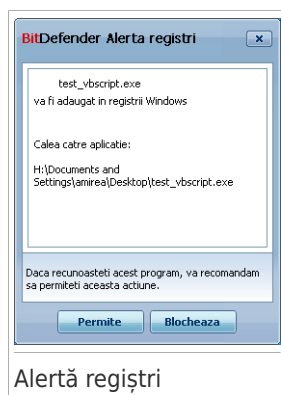 BitDefender Alerta registri
test_vbscript.exe
va fi adaugat in registrii Windows
Calea catre aplicatie:
H:\Documents and
Settings\amirea\Desktop\test_vbscript.exe
Daca recunoasteti acest program, va recomandam
sa permiteti aceasta actiune.
Permite Blocheaza
Alertă regiștri